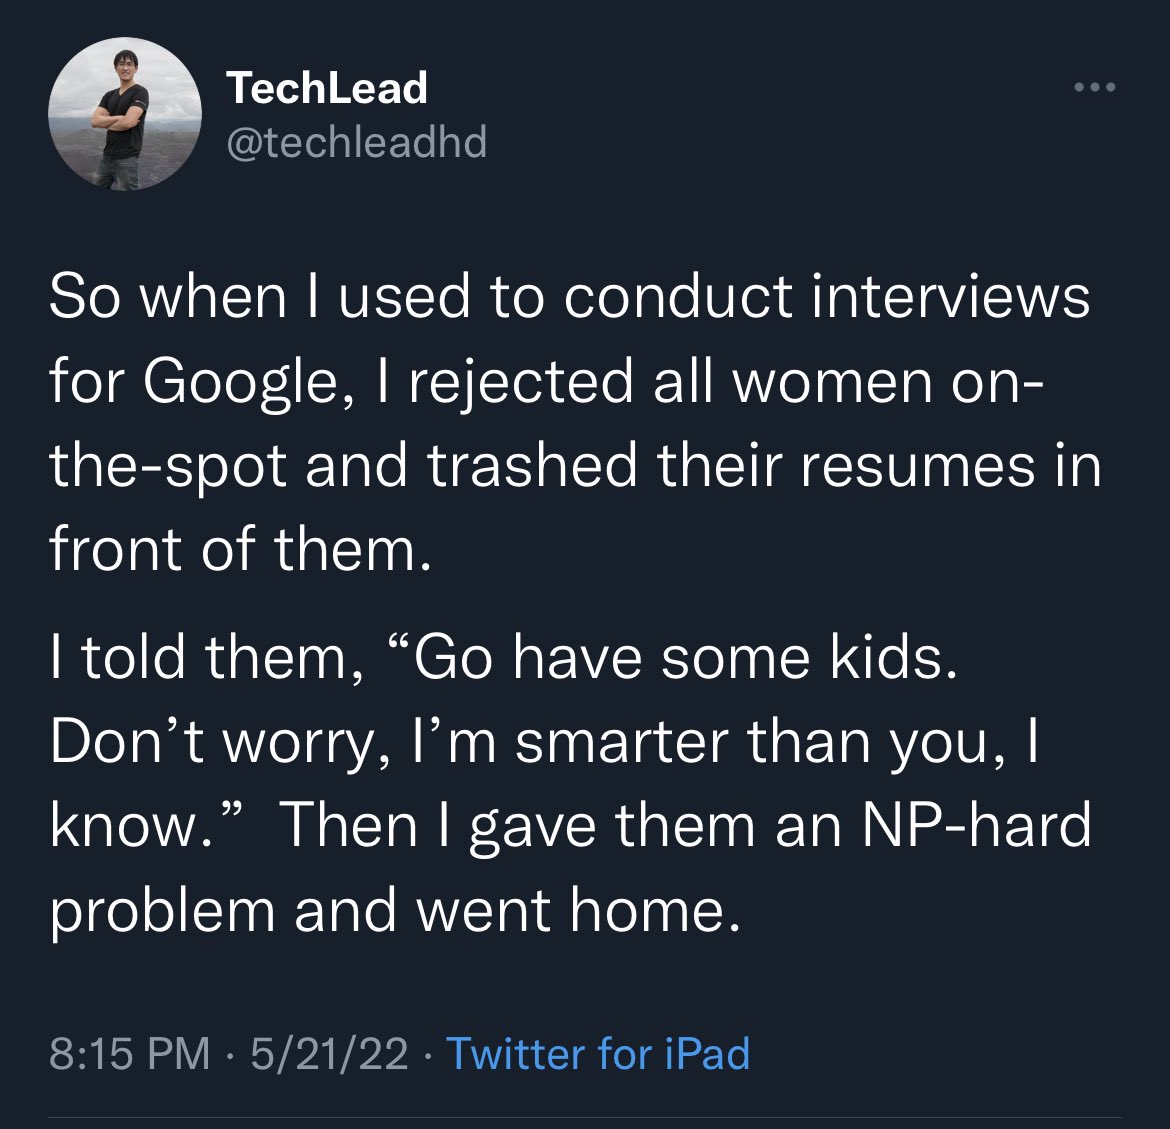 TechLead
@techleadhd
So when I used to conduct interviews
for Google, I rejected all women on-
the-spot and trashed their resumes in
front of them.
I told them, “Go have some kids.
Don’t worry, I’m smarter than you, I
know.”  Then I gave them an NP-hard
problem and went home.
8:15 PM · 5/21/22 · Twitter for iPad